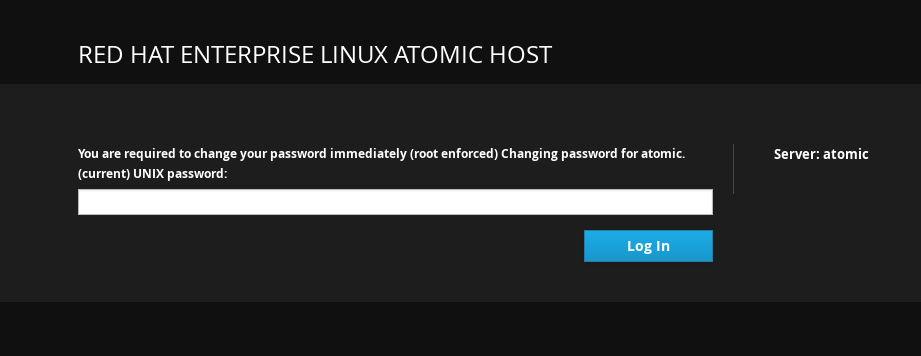 RED HAT ENTERPRISE LINUX ATOMIC HOST
You are required to change your password immediately (root enforced) Changing password for atomic.
(current) UNIX password:
Server: atomic
Log In